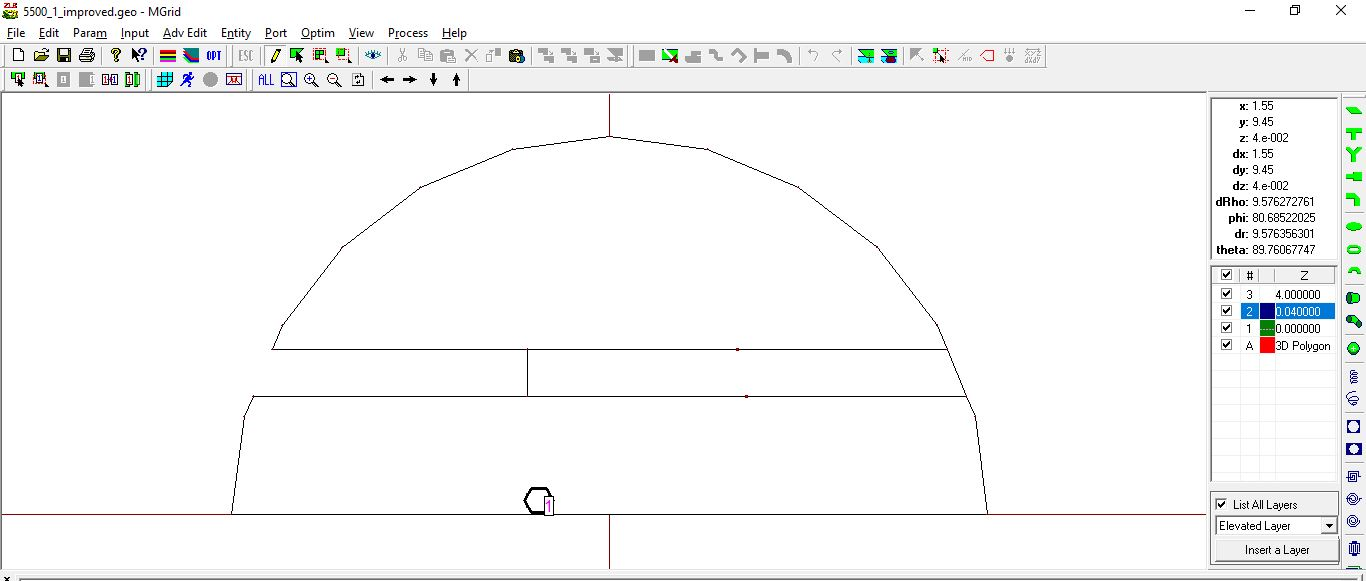 5500_1_improved.geo - MGrid
File Edit Param Input Adv Edit Entity Port Optim View Process Help
OPT ESC
ALL
x: 1.55
y: 9.45
z: 4.e-002
dx: 1.55
dy: 9.45
dz: 4.e-002
dRho: 9.576272761
phi: 80.68522025
dr: 9.576356301
theta: 89.76067747
# Z
3 4.000000
2 0.040000
1 0.000000
A 3D Polygon
1
List All Layers
Elevated Layer
Insert a Layer